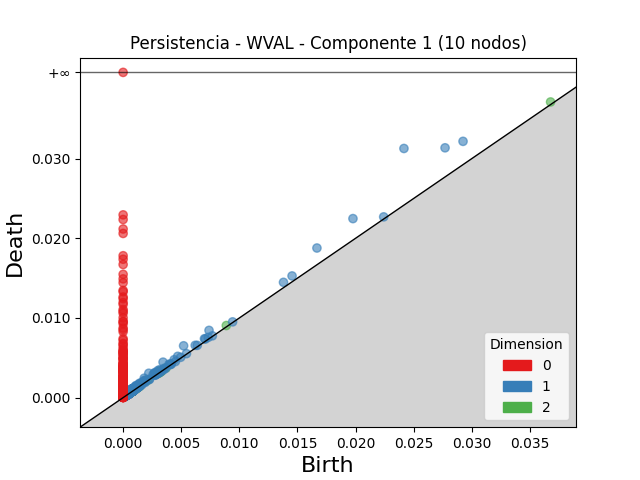 Persistencia - WVAL - Componente 1 (10 nodos)
+∞
0.030
0.020
0.010
0.000
Death
Dimension
0
1
2
0.000 0.005 0.010 0.015 0.020 0.025 0.030 0.035
Birth